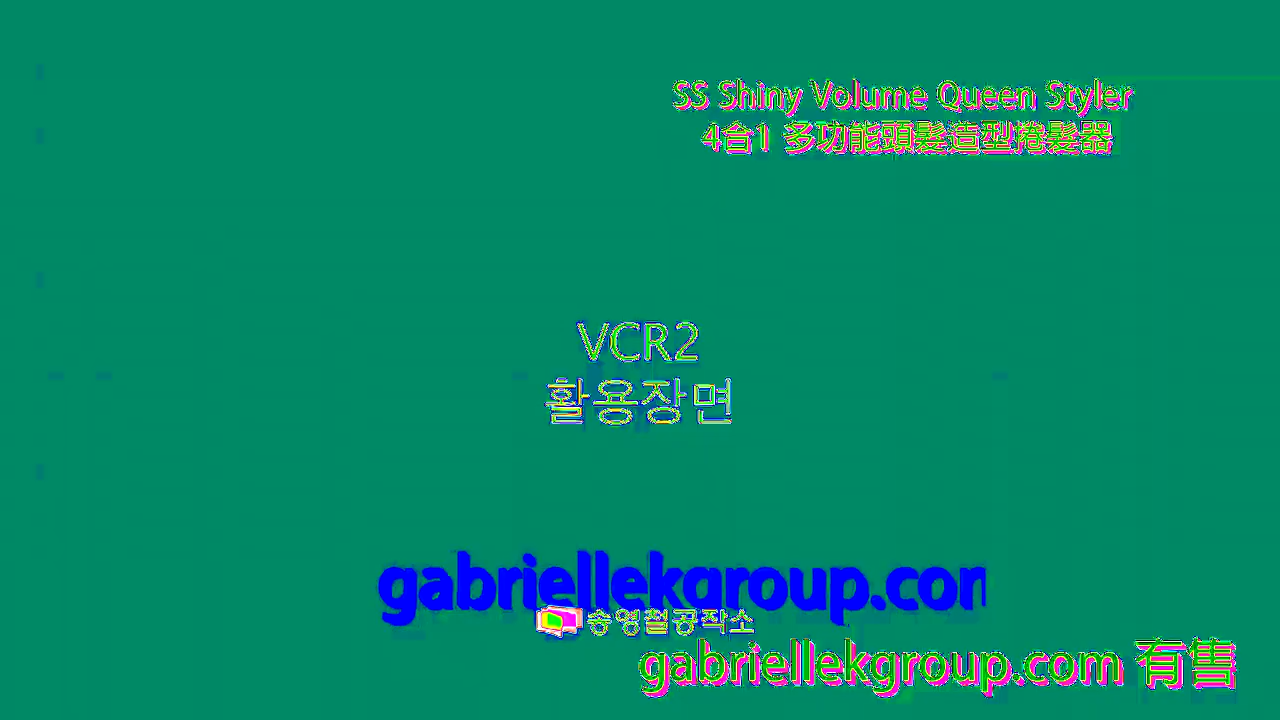 SS Shiny Volume Queen Styler
4合1 多功能頭髮造型捲髮器
VCR2
활용장면
gabriellekgroup.com
송영철공작소
gabriellekgroup.com 有售